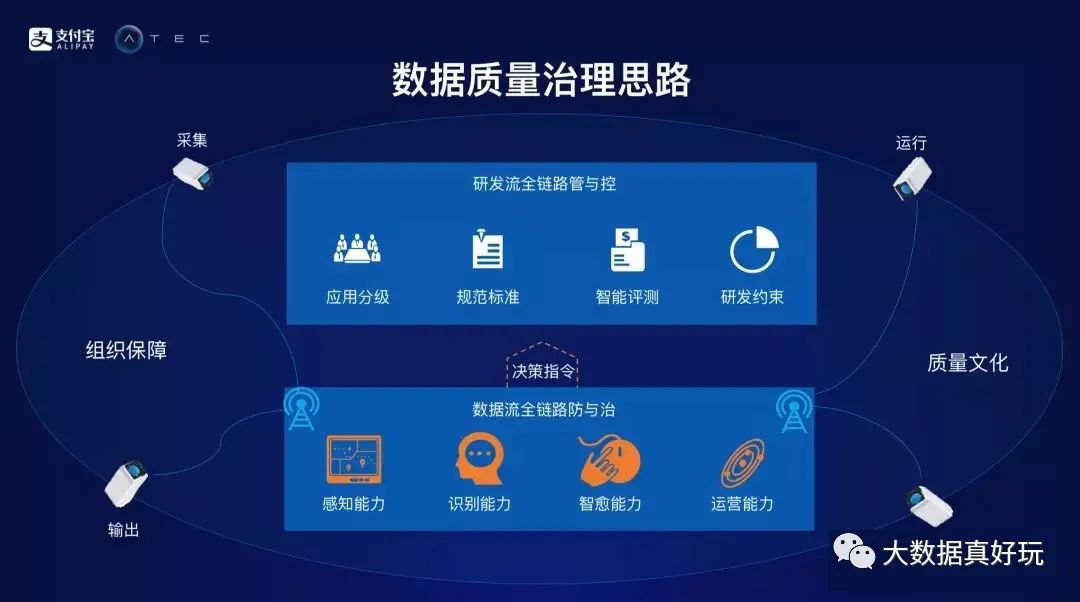 支付宝
ALIPAY
ATEC
数据质量治理思路
采集
运行
研发流全链路管与控
应用分级
规范标准
智能评测
研发约束
组织保障
决策指令
质量文化
数据流全链路防与治
感知能力
识别能力
智愈能力
运营能力
输出
大数据真好玩